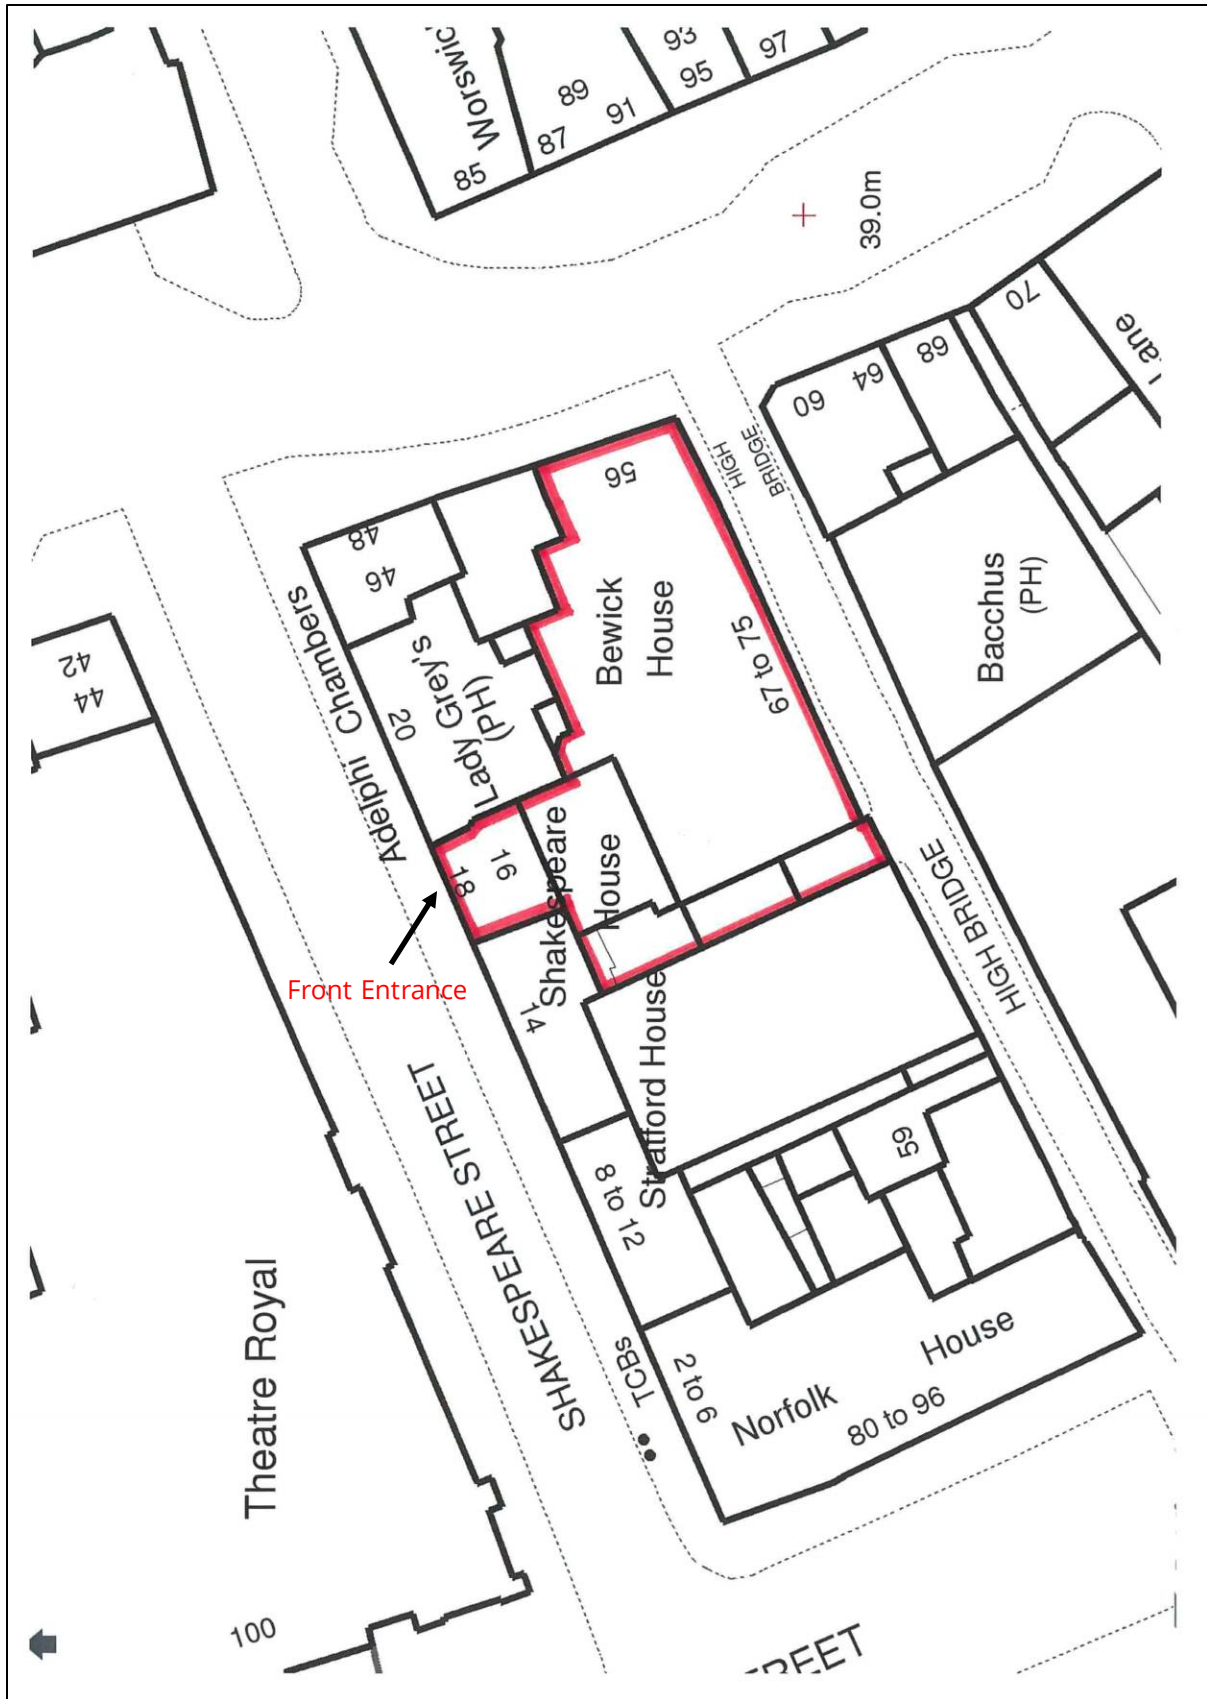 Worswic
93
95
97
89
91
87
85
39.0m
70
Lane
68
64
60
HIGH
BRIDGE
56
48
46
Bewick
House
Bacchus
(PH)
67 to 75
Adelphi Chambers
42
44
Lady Grey's
(PH)
20
Shakespeare
House
16
18
Front Entrance
HIGH BRIDGE
14
Stratford House
SHAKESPEARE STREET
59
8 to 12
Theatre Royal
TCBs
2 to 6
Norfolk
House
80 to 96
100
REET